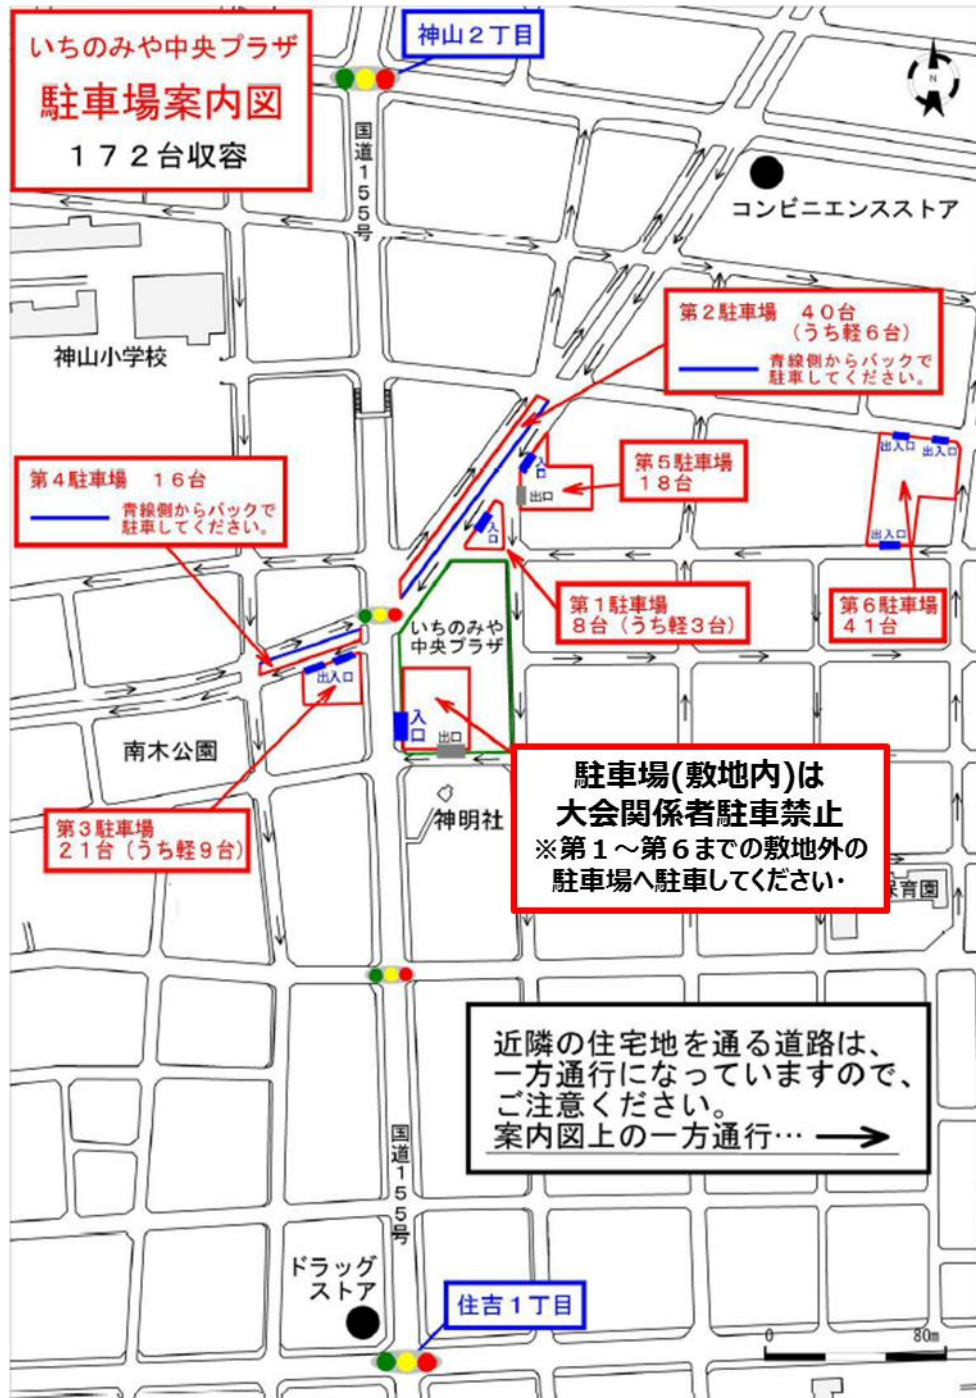 いちのみや中央プラザ
駐車場案内図
172台収容
神山2丁目
N
国道155号
コンビニエンスストア
神山小学校
第2駐車場 40台
(うち軽6台)
青線側からバックで
駐車してください。
第4駐車場 16台
青線側からバックで
駐車してください。
入口
出口
第5駐車場
18台
出入口
出入口
出入口
入口
第1駐車場
8台(うち軽3台)
第6駐車場
41台
いちのみや
中央プラザ
出入口
入口
出口
南木公園
神明社
第3駐車場
21台(うち軽9台)
駐車場(敷地内)は
大会関係者駐車禁止
※第1～第6までの敷地外の
駐車場へ駐車してください・
育園
近隣の住宅地を通る道路は、
一方通行になっていますので、
ご注意ください。
案内図上の一方通行…
国道155号
ドラッグ
ストア
住吉1丁目
0 80m